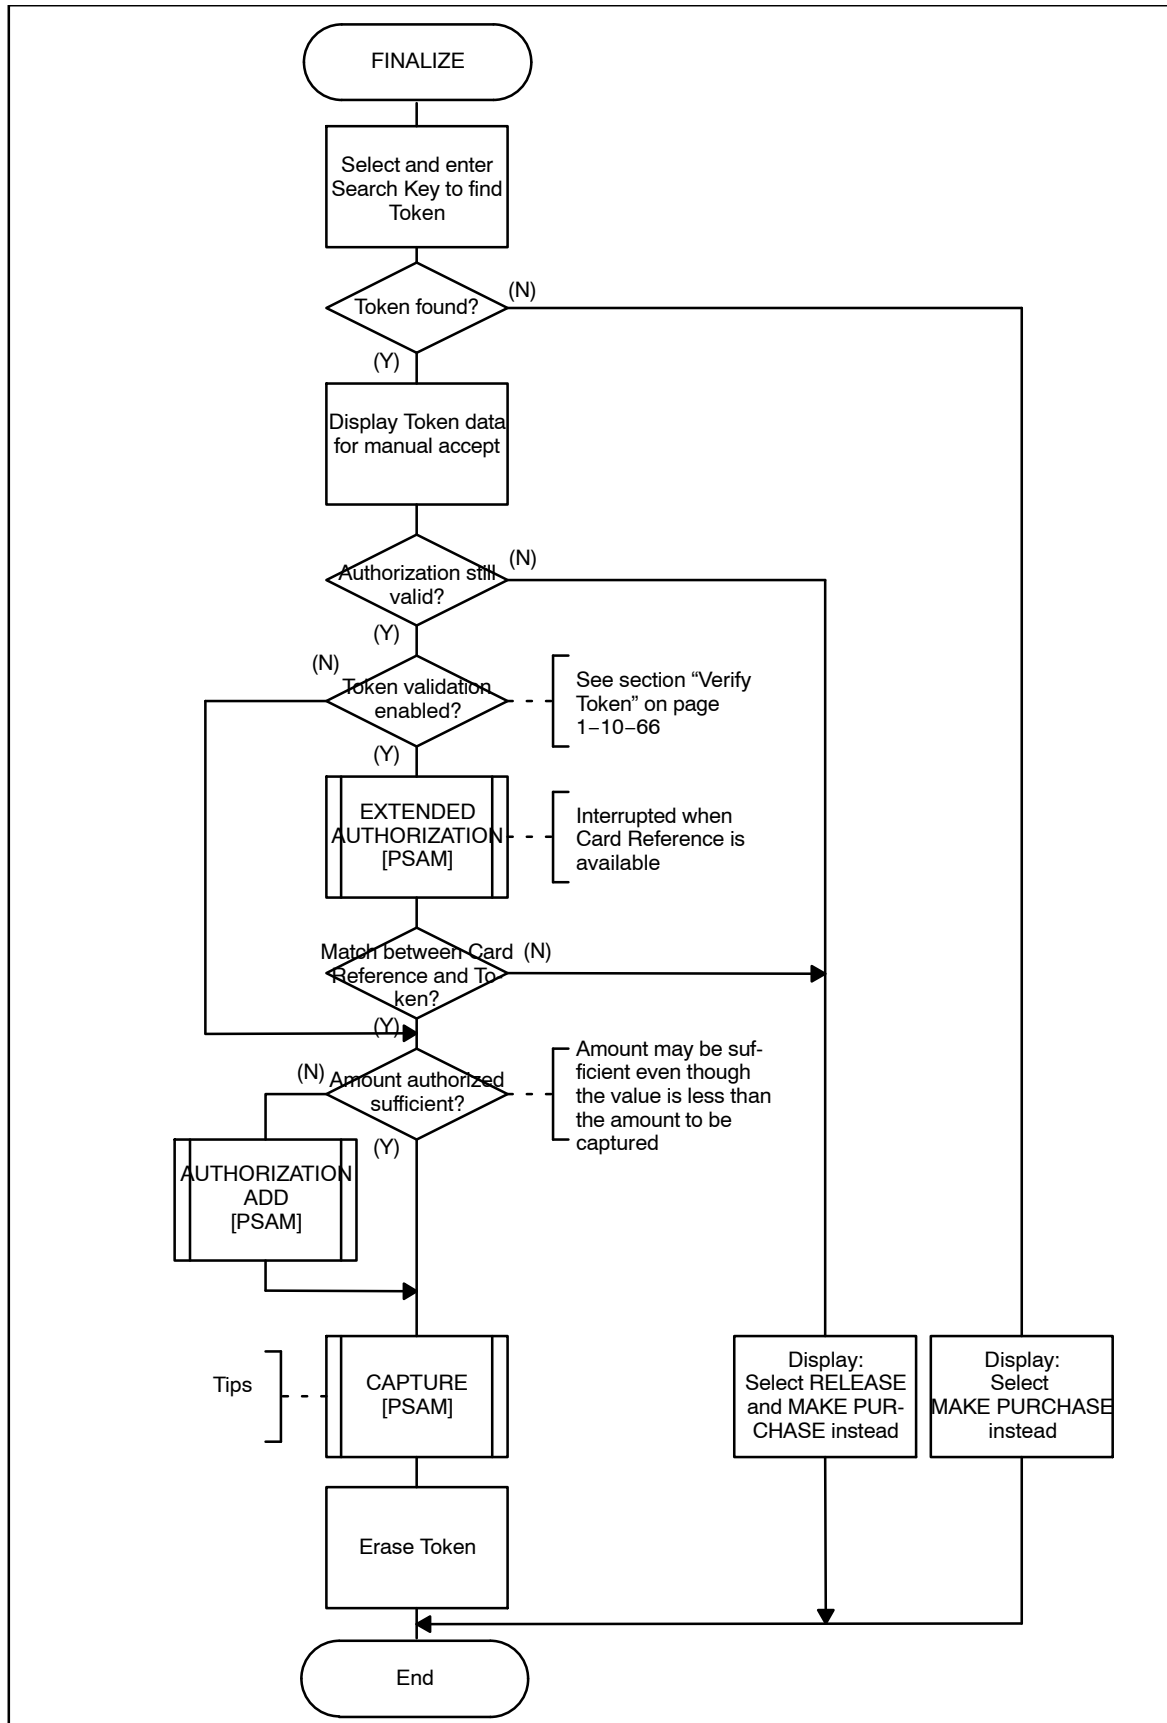 FINALIZE
Select and enter
Search Key to find
Token
Token found?
(N)
(Y)
Display Token data
for manual accept
Authorization still
valid?
(N)
(Y)
(N)
Token validation
enabled?
See section “Verify
Token” on page
1−10−66
(Y)
EXTENDED
AUTHORIZATION
[PSAM]
Interrupted when
Card Reference is
available
Match between Card
Reference and To-
ken?
(N)
(Y)
(N)
Amount authorized
sufficient?
Amount may be suf-
ficient even though
the value is less than
the amount to be
captured
(Y)
AUTHORIZATION
ADD
[PSAM]
Tips
CAPTURE
[PSAM]
Display:
Select RELEASE
and MAKE PUR-
CHASE instead
Display:
Select
MAKE PURCHASE
instead
Erase Token
End